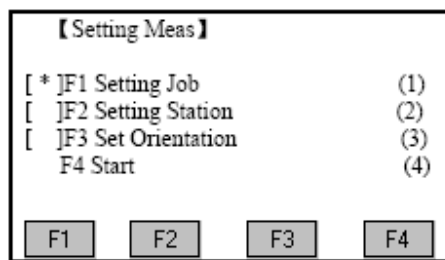 【Setting Meas】
[ * ]F1 Setting Job (1)
[ ]F2 Setting Station (2)
[ ]F3 Set Orientation (3)
F4 Start (4)
F1 F2 F3 F4